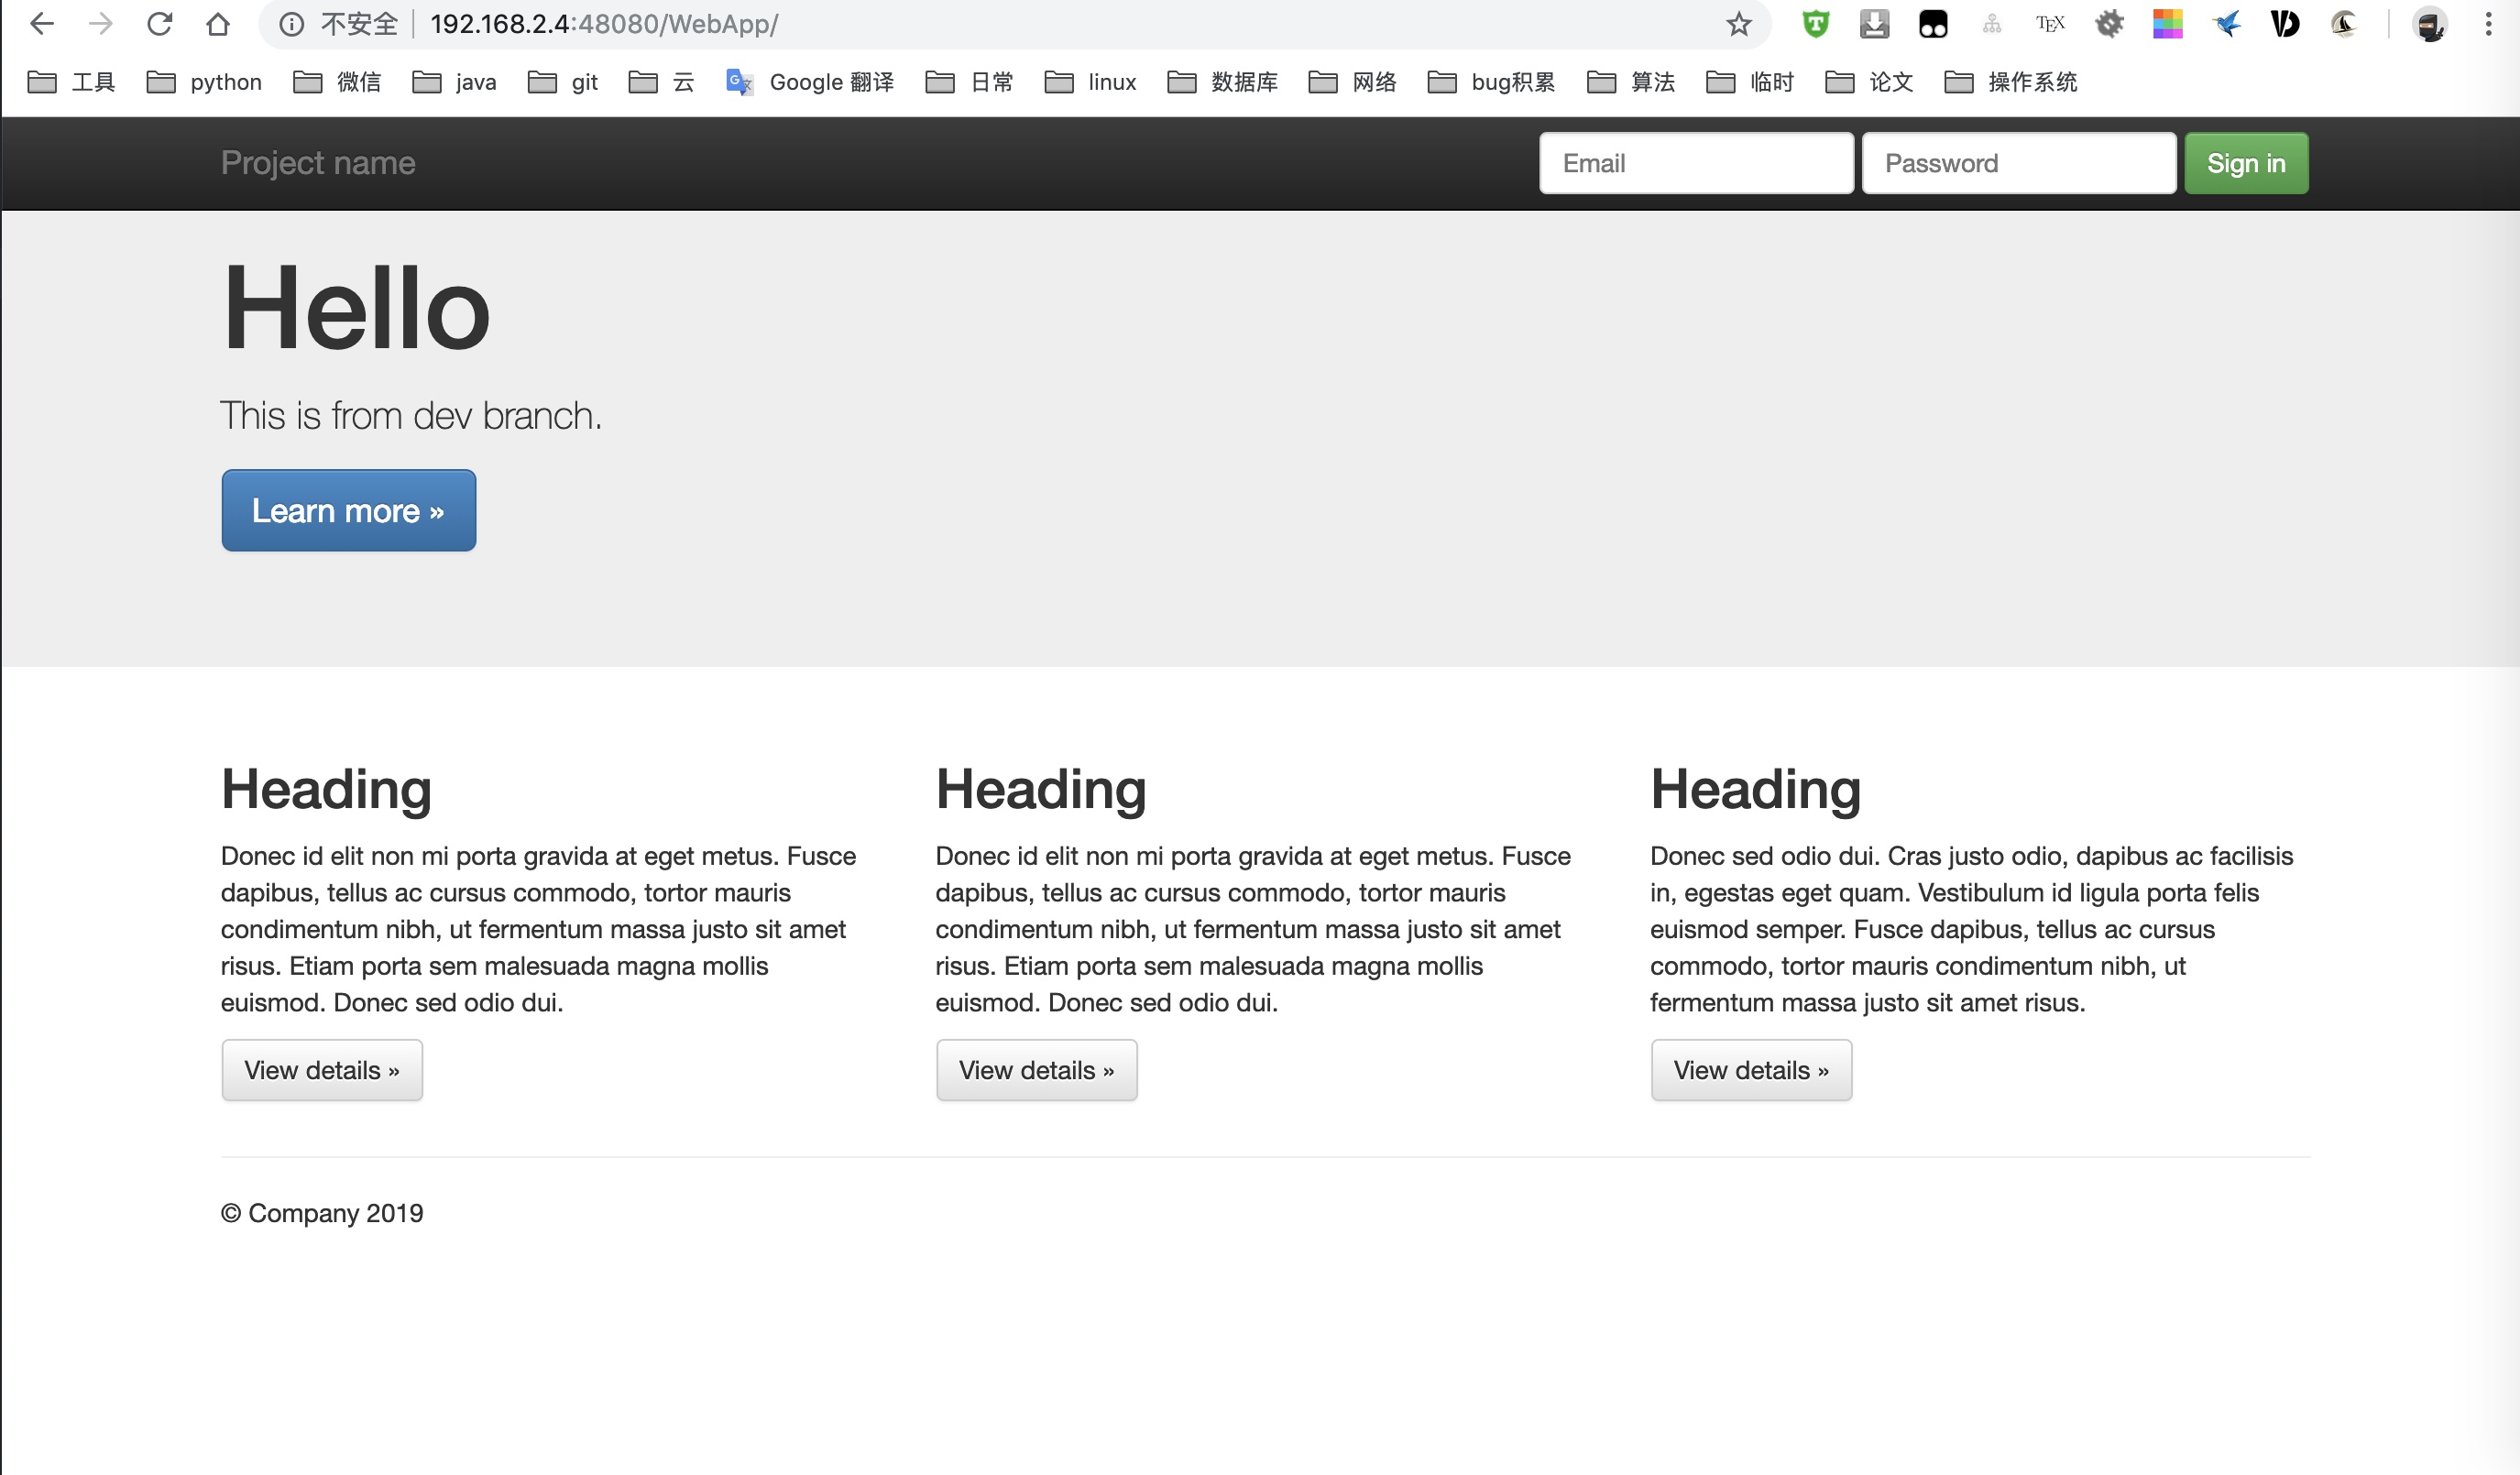 不安全 192.168.2.4:48080/WebApp/
工具 python 微信 java git 云 Google 翻译 日常 linux 数据库 网络 bug积累 算法 临时 论文 操作系统
Project name Email Password Sign in
Hello
This is from dev branch.
Learn more »
Heading
Donec id elit non mi porta gravida at eget metus. Fusce
dapibus, tellus ac cursus commodo, tortor mauris
condimentum nibh, ut fermentum massa justo sit amet
risus. Etiam porta sem malesuada magna mollis
euismod. Donec sed odio dui.
View details »
Heading
Donec id elit non mi porta gravida at eget metus. Fusce
dapibus, tellus ac cursus commodo, tortor mauris
condimentum nibh, ut fermentum massa justo sit amet
risus. Etiam porta sem malesuada magna mollis
euismod. Donec sed odio dui.
View details »
Heading
Donec sed odio dui. Cras justo odio, dapibus ac facilisis
in, egestas eget quam. Vestibulum id ligula porta felis
euismod semper. Fusce dapibus, tellus ac cursus
commodo, tortor mauris condimentum nibh, ut
fermentum massa justo sit amet risus.
View details »
© Company 2019